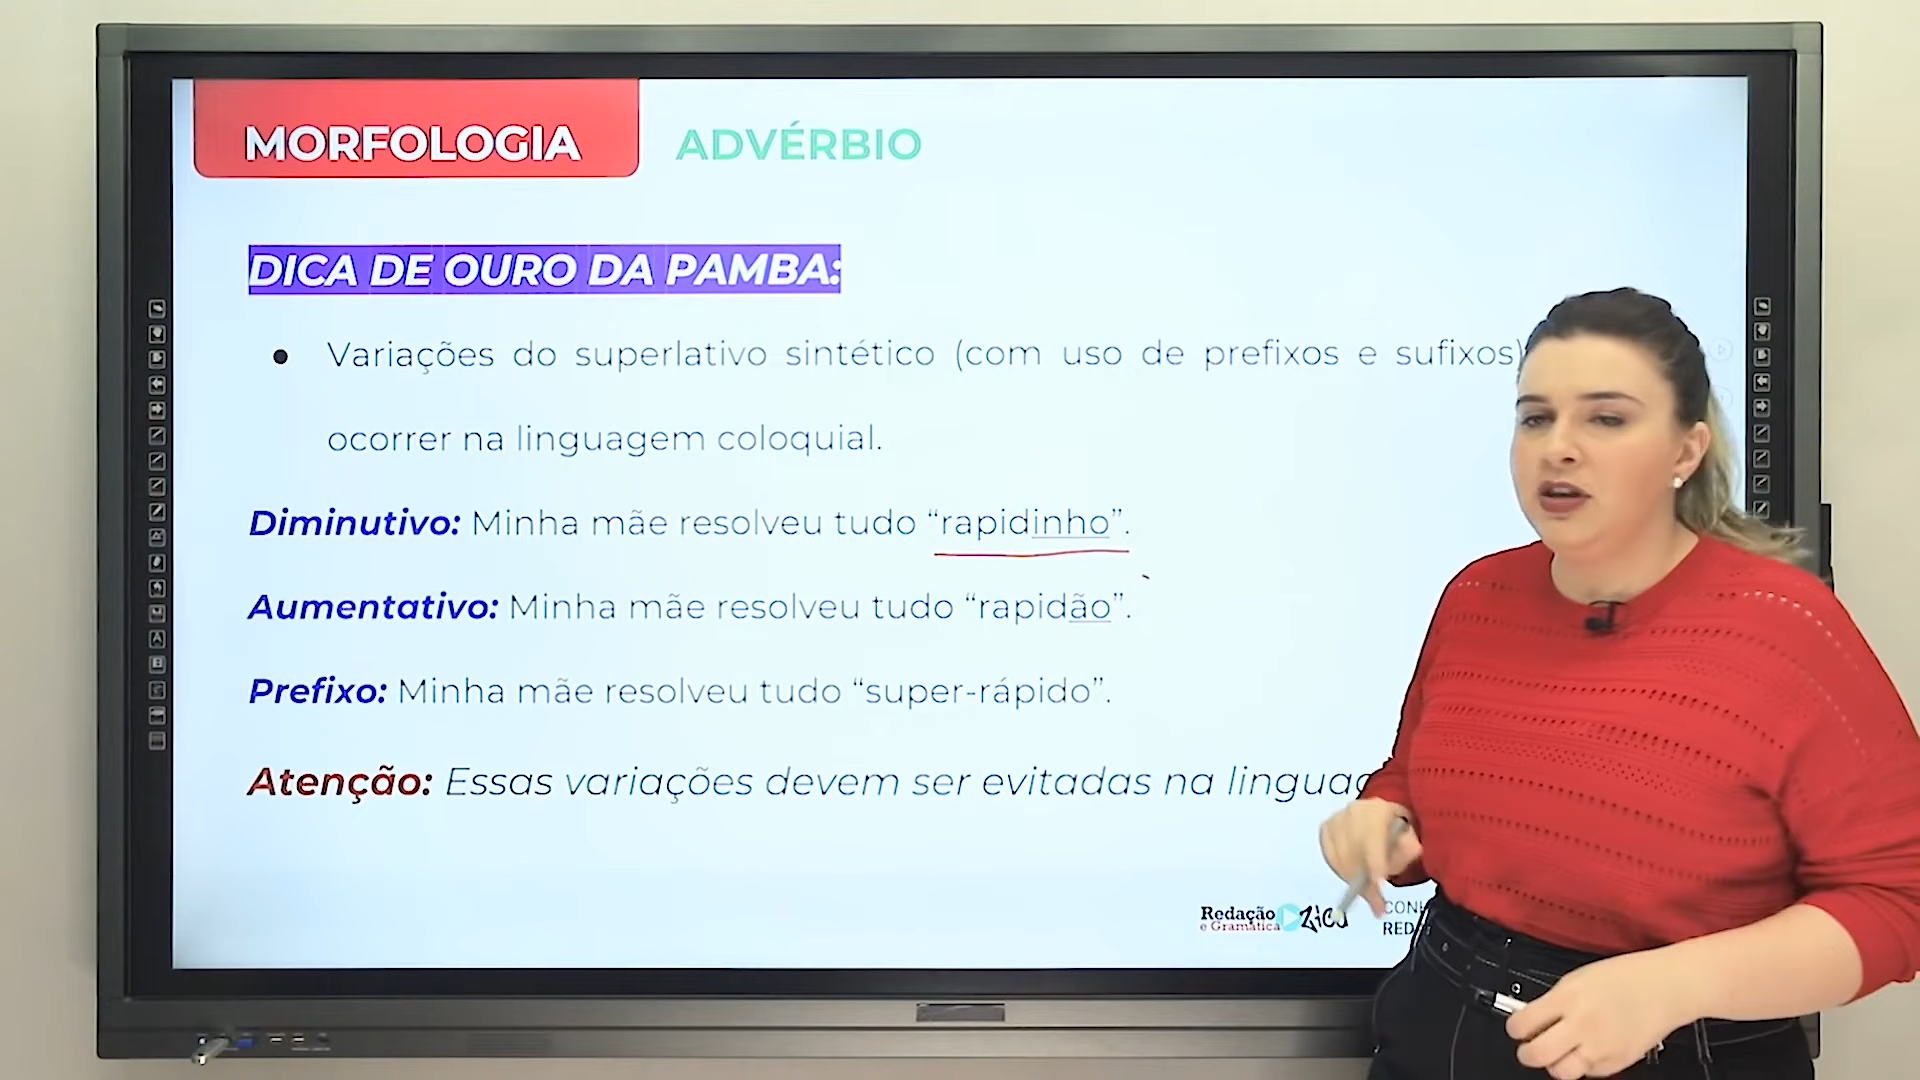 MORFOLOGIA ADVÉRBIO
DICA DE OURO DA PAMBA:
● Variações do superlativo sintético (com uso de prefixos e sufixos)
ocorrer na linguagem coloquial.
Diminutivo: Minha mãe resolveu tudo “rapidinho”.
Aumentativo: Minha mãe resolveu tudo “rapidão”.
Prefixo: Minha mãe resolveu tudo “super-rápido”.
Atenção: Essas variações devem ser evitadas na
Redação
e Gramática
Zica